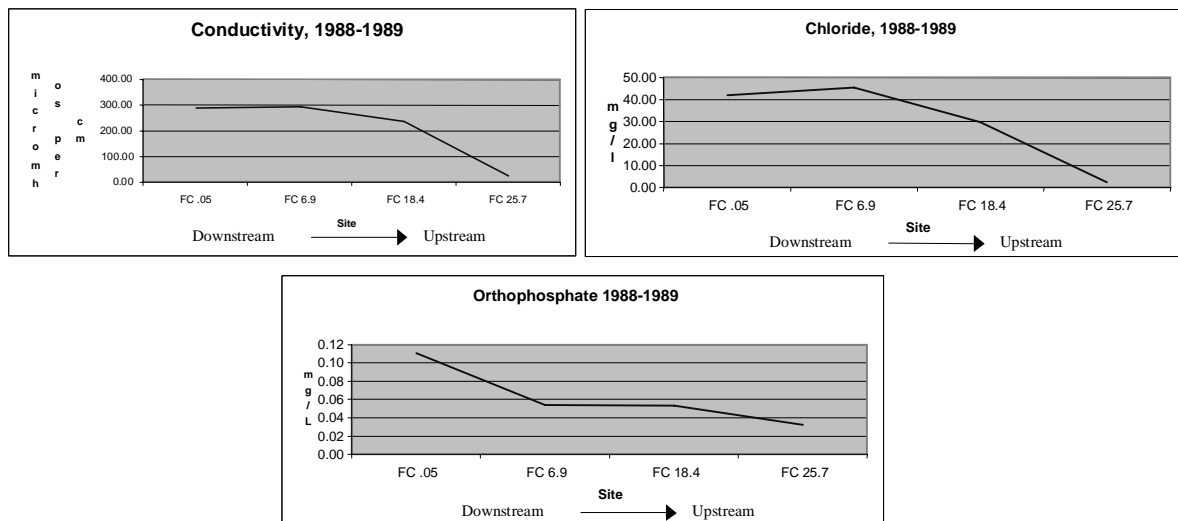 Conductivity, 1988-1989
micromh
os per
cm
400.00
300.00
200.00
100.00
0.00
FC .05 FC 6.9 FC 18.4 FC 25.7
Site
Downstream Upstream
Chloride, 1988-1989
mg/l
50.00
40.00
30.00
20.00
10.00
0.00
FC .05 FC 6.9 FC 18.4 FC 25.7
Site
Downstream Upstream
Orthophosphate 1988-1989
mg/L
0.12
0.10
0.08
0.06
0.04
0.02
0.00
FC .05 FC 6.9 FC 18.4 FC 25.7
Site
Downstream Upstream